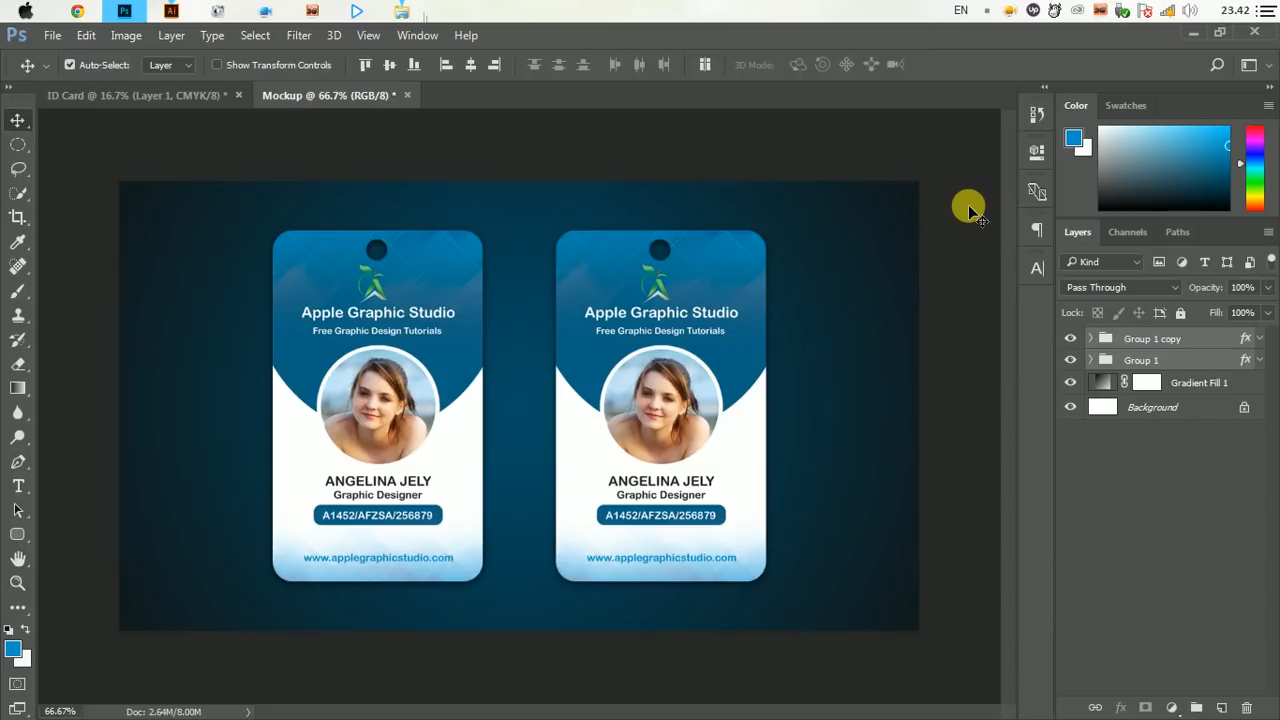 EN
23.42
Ps File Edit Image Layer Type Select Filter 3D View Window Help
Auto-Select: Layer Show Transform Controls 3D Mode:
ID Card @ 16.7% (Layer 1, CMYK/8) * × Mockup @ 66.7% (RGB/8) * ×
Color Swatches
Layers Channels Paths
Kind
Pass Through Opacity: 100%
Lock: Fill: 100%
Group 1 copy fx
Group 1 fx
Gradient Fill 1
Background
Apple Graphic Studio
Free Graphic Design Tutorials
ANGELINA JELY
Graphic Designer
A1452/AFZSA/256879
www.applegraphicstudio.com
Apple Graphic Studio
Free Graphic Design Tutorials
ANGELINA JELY
Graphic Designer
A1452/AFZSA/256879
www.applegraphicstudio.com
66.67% Doc: 2.64M/8.00M